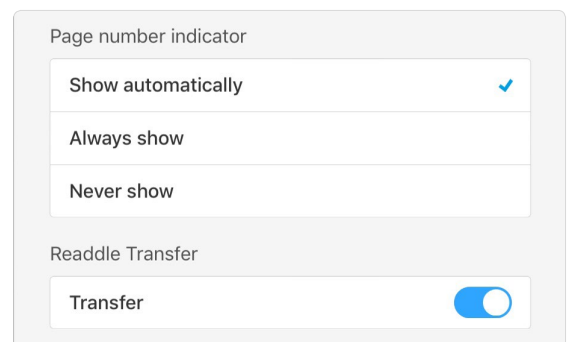 Page number indicator
Show automatically
Always show
Never show
Readdle Transfer
Transfer